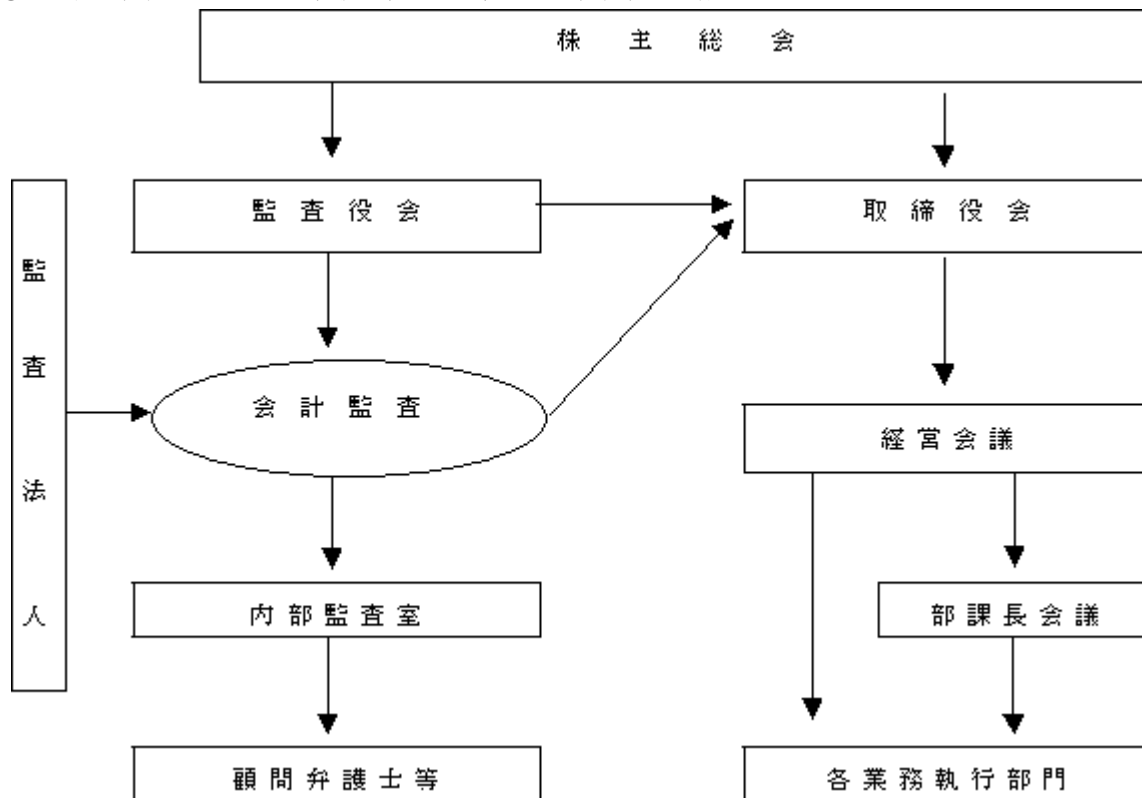 株主総会
監査役会
取締役会
監査法人
会計監査
経営会議
内部監査室
部課長会議
顧問弁護士等
各業務執行部門